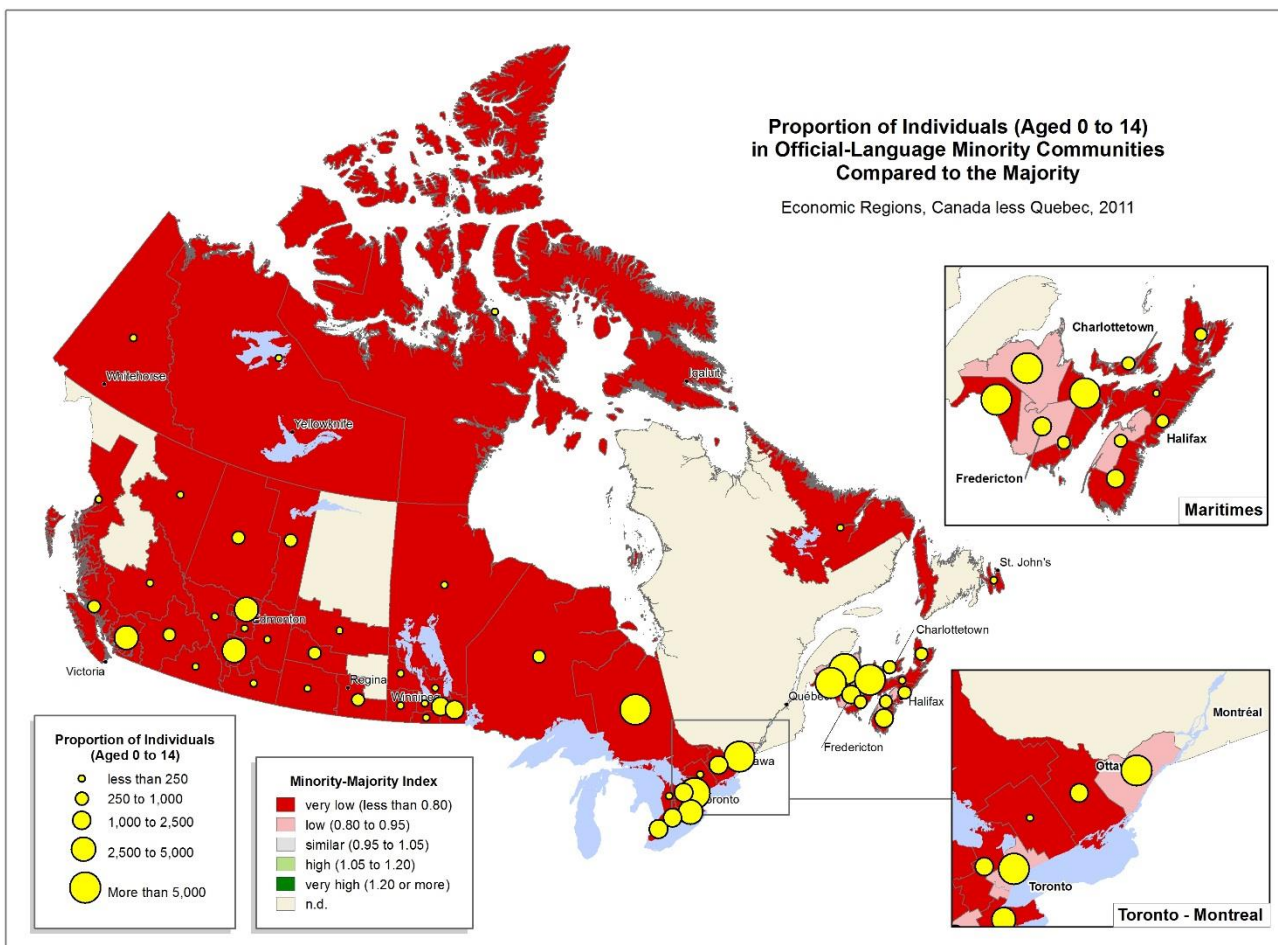 Proportion of Individuals (Aged 0 to 14)
in Official-Language Minority Communities
Compared to the Majority
Economic Regions, Canada less Quebec, 2011
Whitehorse
Yellowknife
Iqaluit
Edmonton
Victoria
Regina
Winnipeg
Québec
St. John's
Charlottetown
Halifax
Fredericton
awa
oronto
Charlottetown
Halifax
Fredericton
Maritimes
Montréal
Ottawa
Toronto
Toronto - Montreal
Proportion of Individuals
(Aged 0 to 14)
less than 250
250 to 1,000
1,000 to 2,500
2,500 to 5,000
More than 5,000
Minority-Majority Index
very low (less than 0.80)
low (0.80 to 0.95)
similar (0.95 to 1.05)
high (1.05 to 1.20)
very high (1.20 or more)
n.d.